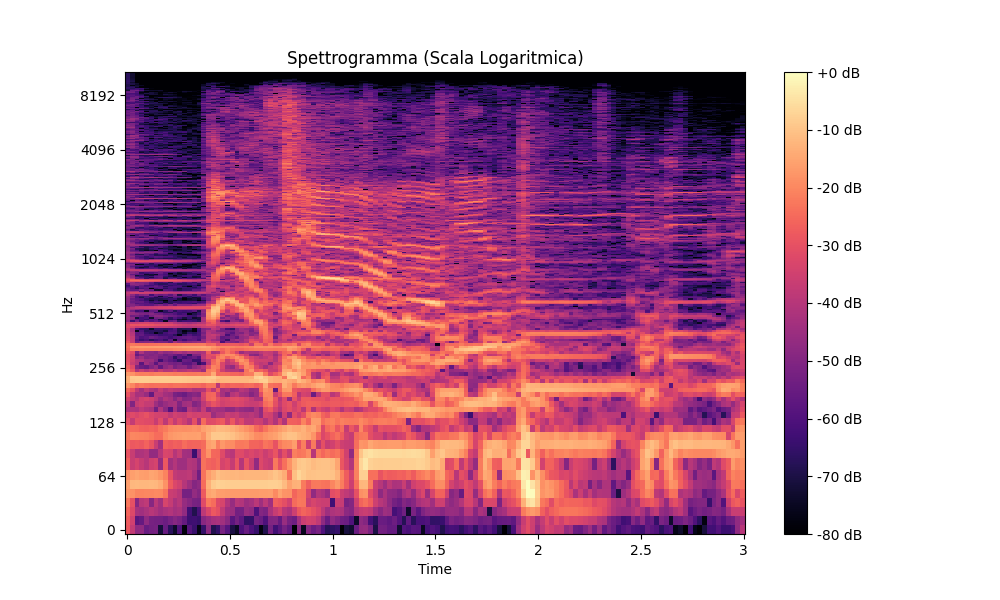 Spettrogramma (Scala Logaritmica)
Hz
8192
4096
2048
1024
512
256
128
64
0
0 0.5 1 1.5 2 2.5 3
Time
+0 dB
-10 dB
-20 dB
-30 dB
-40 dB
-50 dB
-60 dB
-70 dB
-80 dB